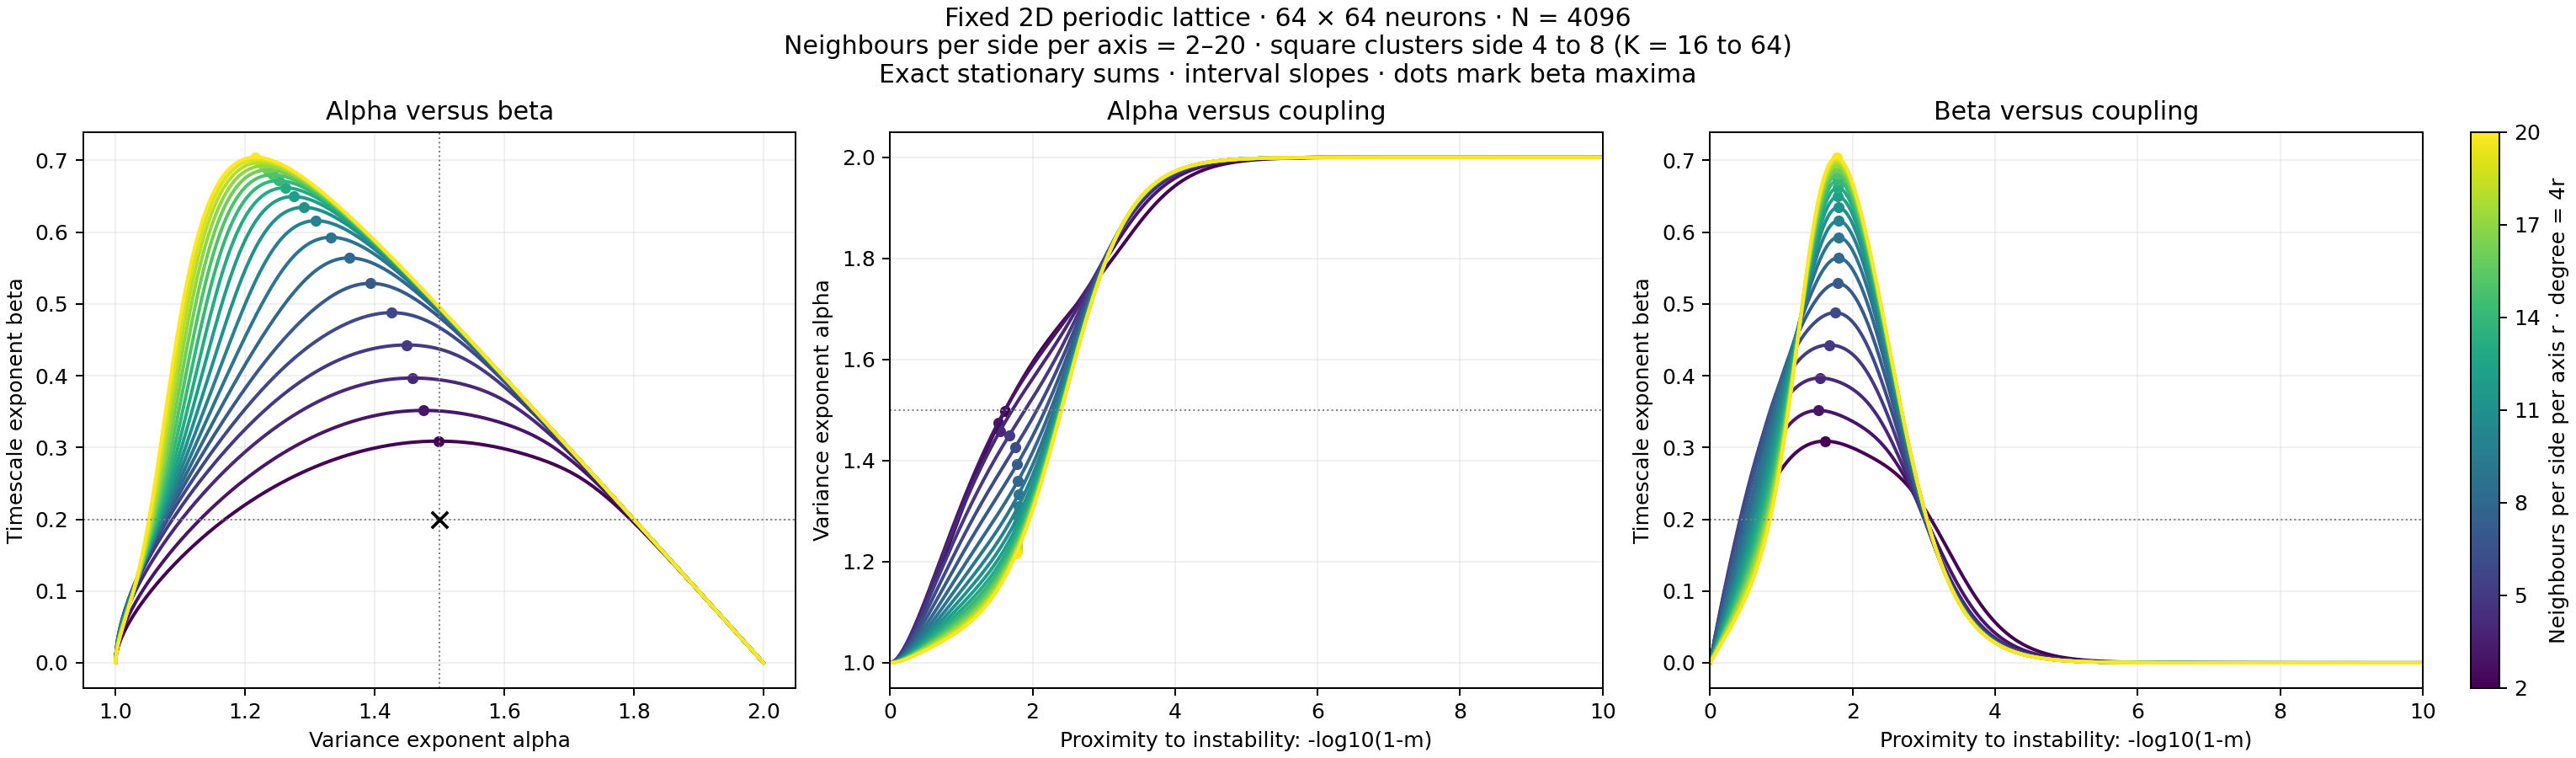 Fixed 2D periodic lattice · 64 × 64 neurons · N = 4096
Neighbours per side per axis = 2–20 · square clusters side 4 to 8 (K = 16 to 64)
Exact stationary sums · interval slopes · dots mark beta maxima
Alpha versus beta
Timescale exponent beta
0.7
0.6
0.5
0.4
0.3
0.2
0.1
0.0
1.0 1.2 1.4 1.6 1.8 2.0
Variance exponent alpha
Alpha versus coupling
Variance exponent alpha
2.0
1.8
1.6
1.4
1.2
1.0
0 2 4 6 8 10
Proximity to instability: -log10(1-m)
Beta versus coupling
Timescale exponent beta
0.7
0.6
0.5
0.4
0.3
0.2
0.1
0.0
0 2 4 6 8 10
Proximity to instability: -log10(1-m)
20
17
14
11
8
5
2
Neighbours per side per axis r · degree = 4r